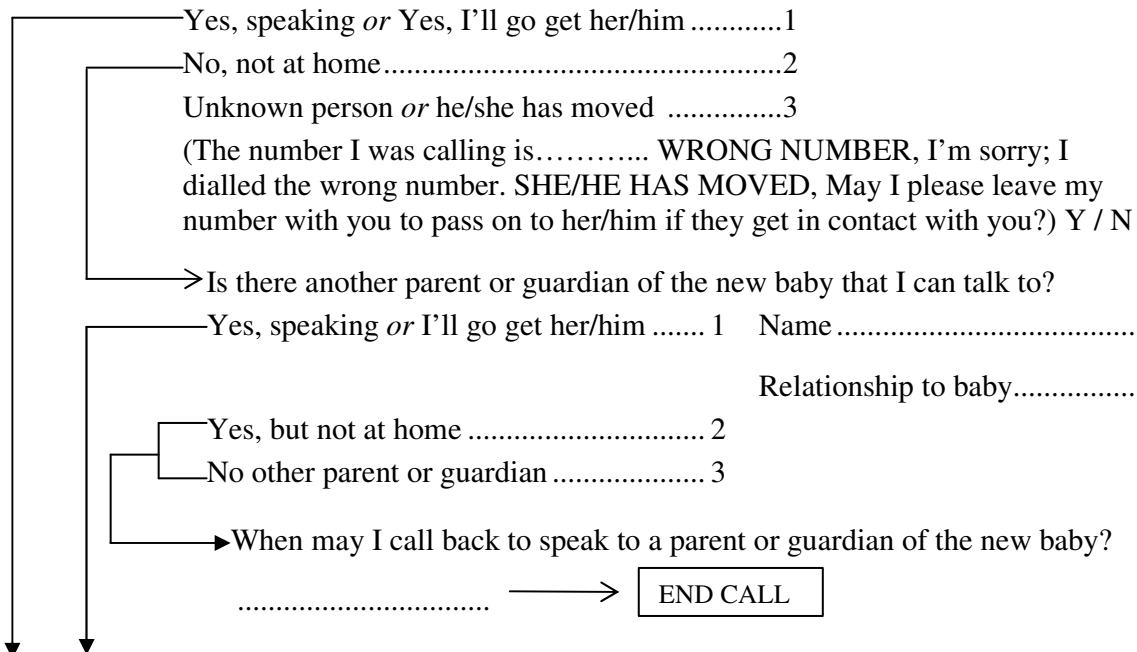 Yes, speaking or Yes, I’ll go get her/him ............1
No, not at home.....................................................2
Unknown person or he/she has moved ...............3
(The number I was calling is………... WRONG NUMBER, I’m sorry; I
dialled the wrong number. SHE/HE HAS MOVED, May I please leave my
number with you to pass on to her/him if they get in contact with you?) Y / N
Is there another parent or guardian of the new baby that I can talk to?
Yes, speaking or I’ll go get her/him ....... 1 Name ....................................
Relationship to baby................
Yes, but not at home ............................... 2
No other parent or guardian .................... 3
When may I call back to speak to a parent or guardian of the new baby?
................................. END CALL